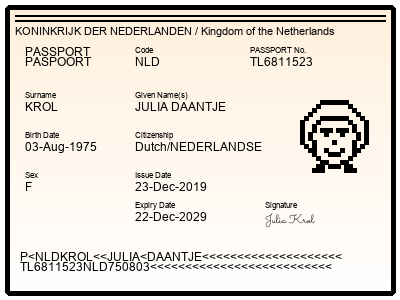 KONINKRIJK DER NEDERLANDEN / Kingdom of the Netherlands
PASSPORT Code PASSPORT No.
PASPOORT NLD TL6811523
Surname Given Name(s)
KROL JULIA DAANTJE
Birth Date Citizenship
03-Aug-1975 Dutch/NEDERLANDSE
Sex Issue Date
F 23-Dec-2019
Expiry Date Signature
22-Dec-2029 Julia Krol
P<NLDKROL<<JULIA<DAANTJE<<<<<<<<<<<<<<<<<<<<
TL6811523NLD750803<<<<<<<<<<<<<<<<<<<<<<<<<<